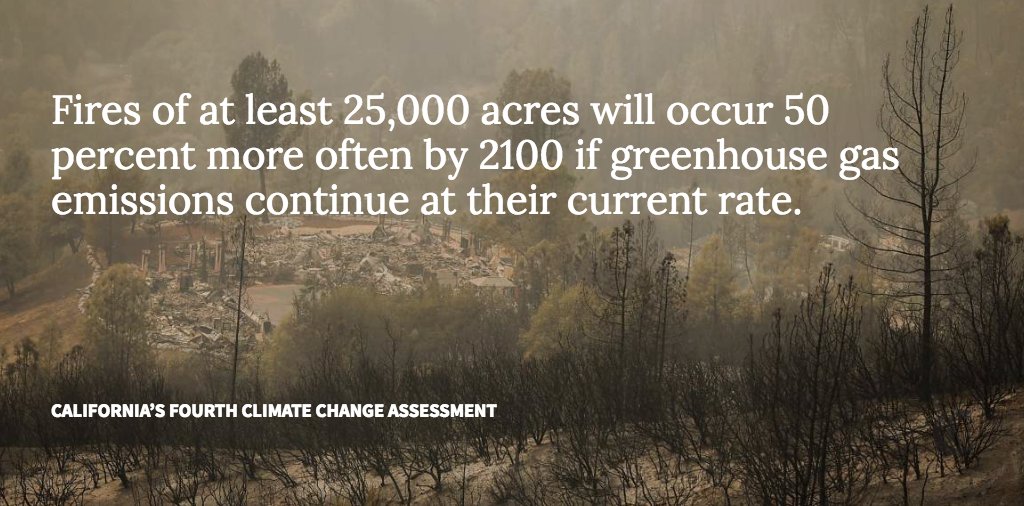 Fires of at least 25,000 acres will occur 50
percent more often by 2100 if greenhouse gas
emissions continue at their current rate.
CALIFORNIA’S FOURTH CLIMATE CHANGE ASSESSMENT